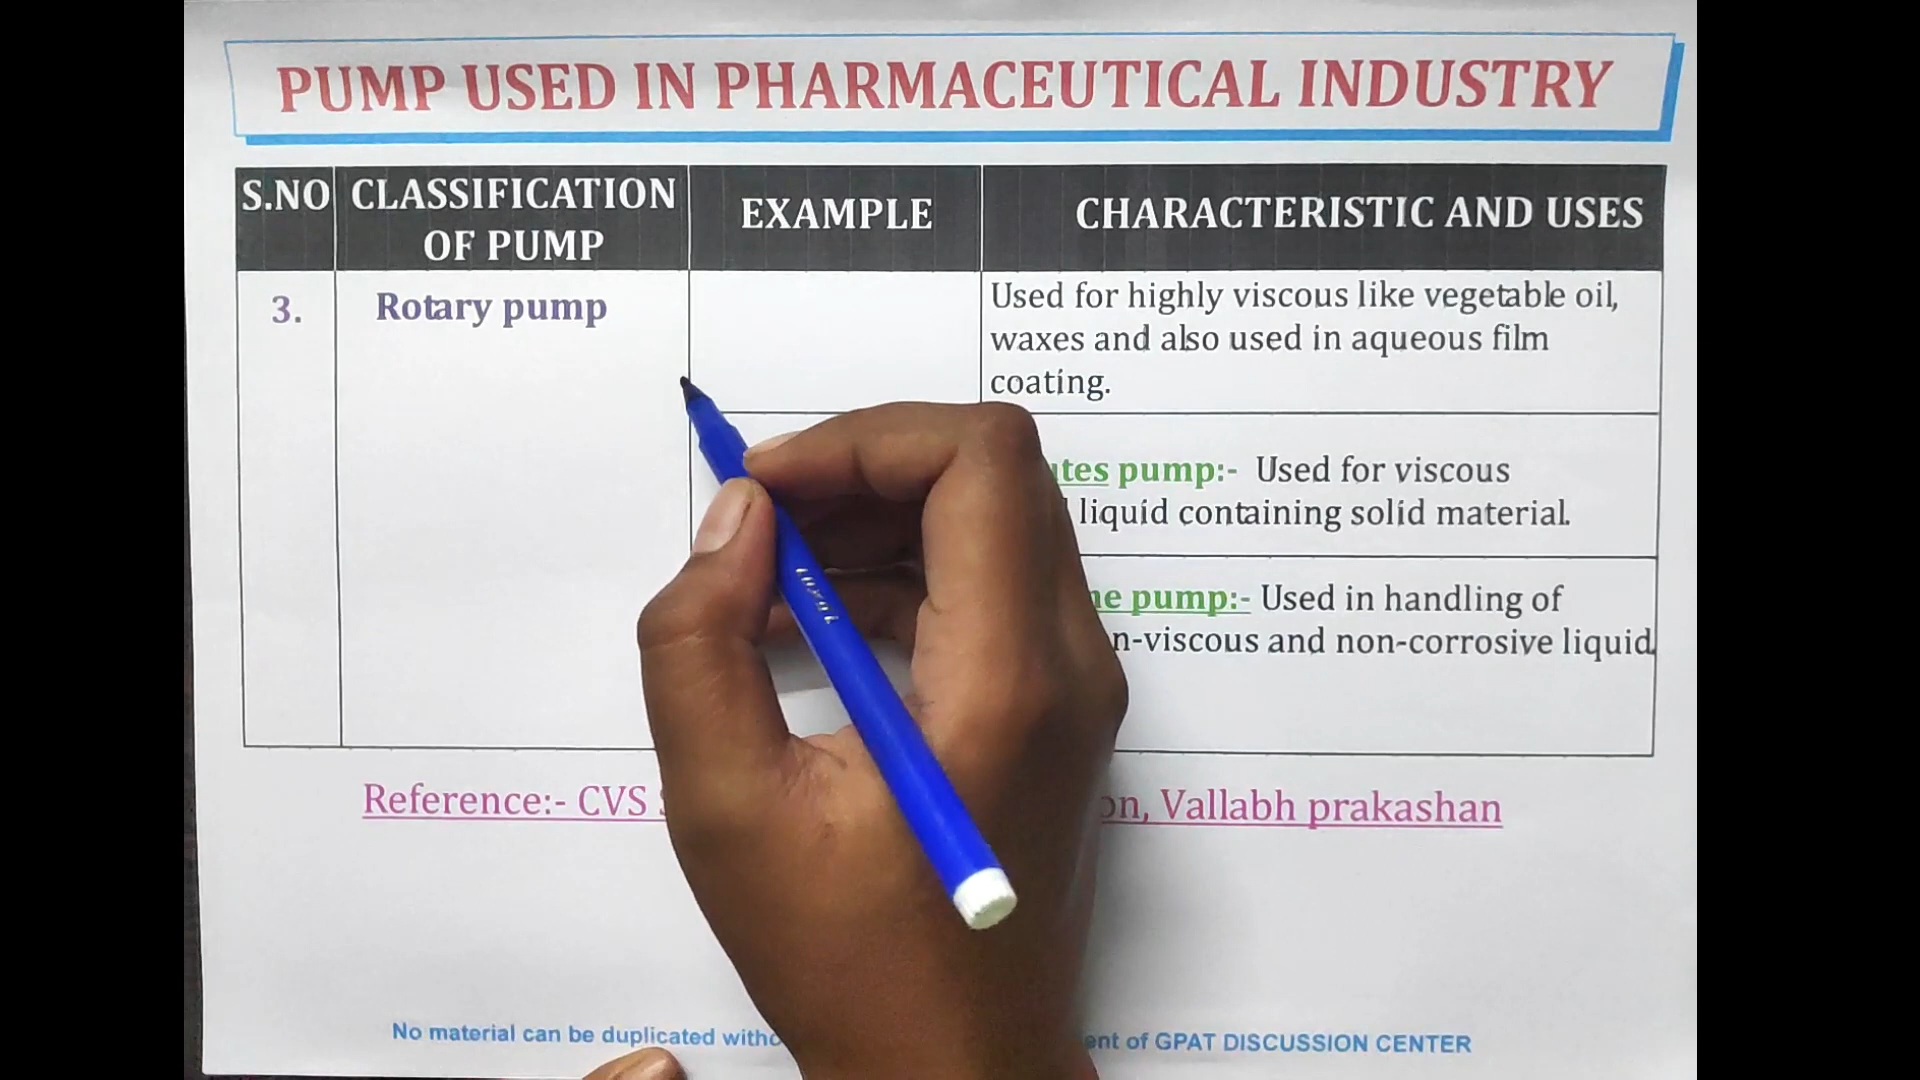 PUMP USED IN PHARMACEUTICAL INDUSTRY
S.NO
CLASSIFICATION
OF PUMP
EXAMPLE
CHARACTERISTIC AND USES
3.
Rotary pump
Used for highly viscous like vegetable oil,
waxes and also used in aqueous film
coating.
pump:- Used for viscous
liquid containing solid material.
pump:- Used in handling of
-viscous and non-corrosive liquid.
Reference:- CVS
, Vallabh prakashan
No material can be duplicated
of GPAT DISCUSSION CENTER
luxor